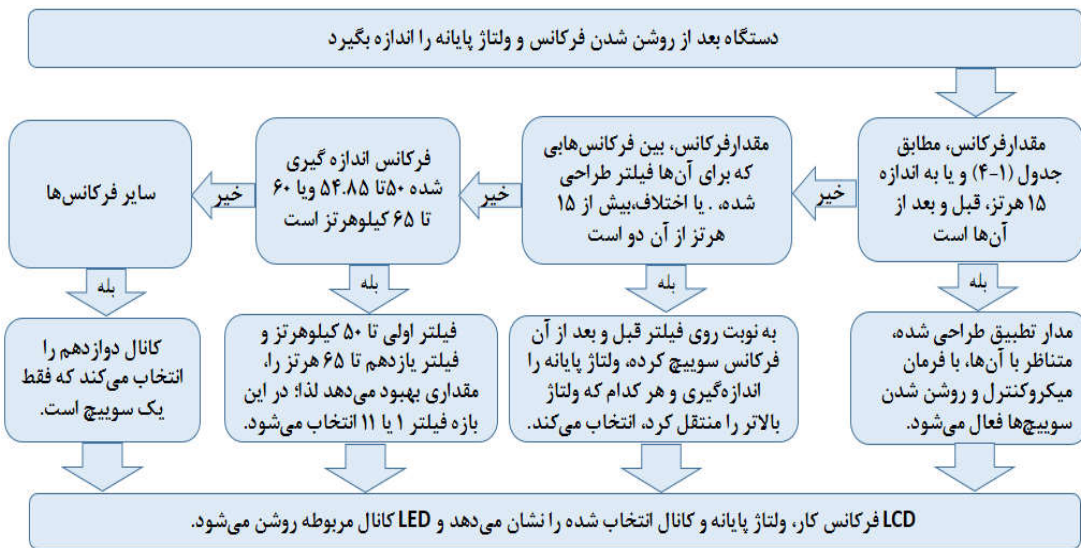 دستگاه بعد از روشن شدن فرکانس و ولتاژ پایانه را اندازه بگیرد
مقدارفرکانس، مطابق
جدول (۱-۴) و یا به اندازه
۱۵ هرتز، قبل و بعد از
آن‌ها است
خیر
مقدارفرکانس، بین فرکانس‌هایی
که برای آن‌ها فیلتر طراحی
شده، . یا اختلاف،بیش از ۱۵
هرتز از آن دو است
خیر
فرکانس اندازه گیری
شده ۵۰تا ۵۴.۸۵ ویا ۶۰
تا ۶۵ کیلوهرتز است
خیر
سایر فرکانس‌ها
بله
بله
بله
بله
مدار تطبیق طراحی شده،
متناظر با آن‌ها، با فرمان
میکروکنترل و روشن شدن
سوییچ‌ها فعال می‌شود.
به نوبت روی فیلتر قبل و بعد از آن
فرکانس سوییچ کرده، ولتاژ پایانه را
اندازه‌گیری و هر کدام که ولتاژ
بالاتر را منتقل کرد، انتخاب می‌کند.
فیلتر اولی تا ۵۰ کیلوهرتز و
فیلتر یازدهم تا ۶۵ هرتز را،
مقداری بهبود می‌دهد لذا؛ در این
بازه فیلتر ۱ یا ۱۱ انتخاب می‌شود.
کانال دوازدهم را
انتخاب می‌کند که فقط
یک سوییچ است.
LCD فرکانس کار، ولتاژ پایانه و کانال انتخاب شده را نشان می‌دهد و LED کانال مربوطه روشن می‌شود.